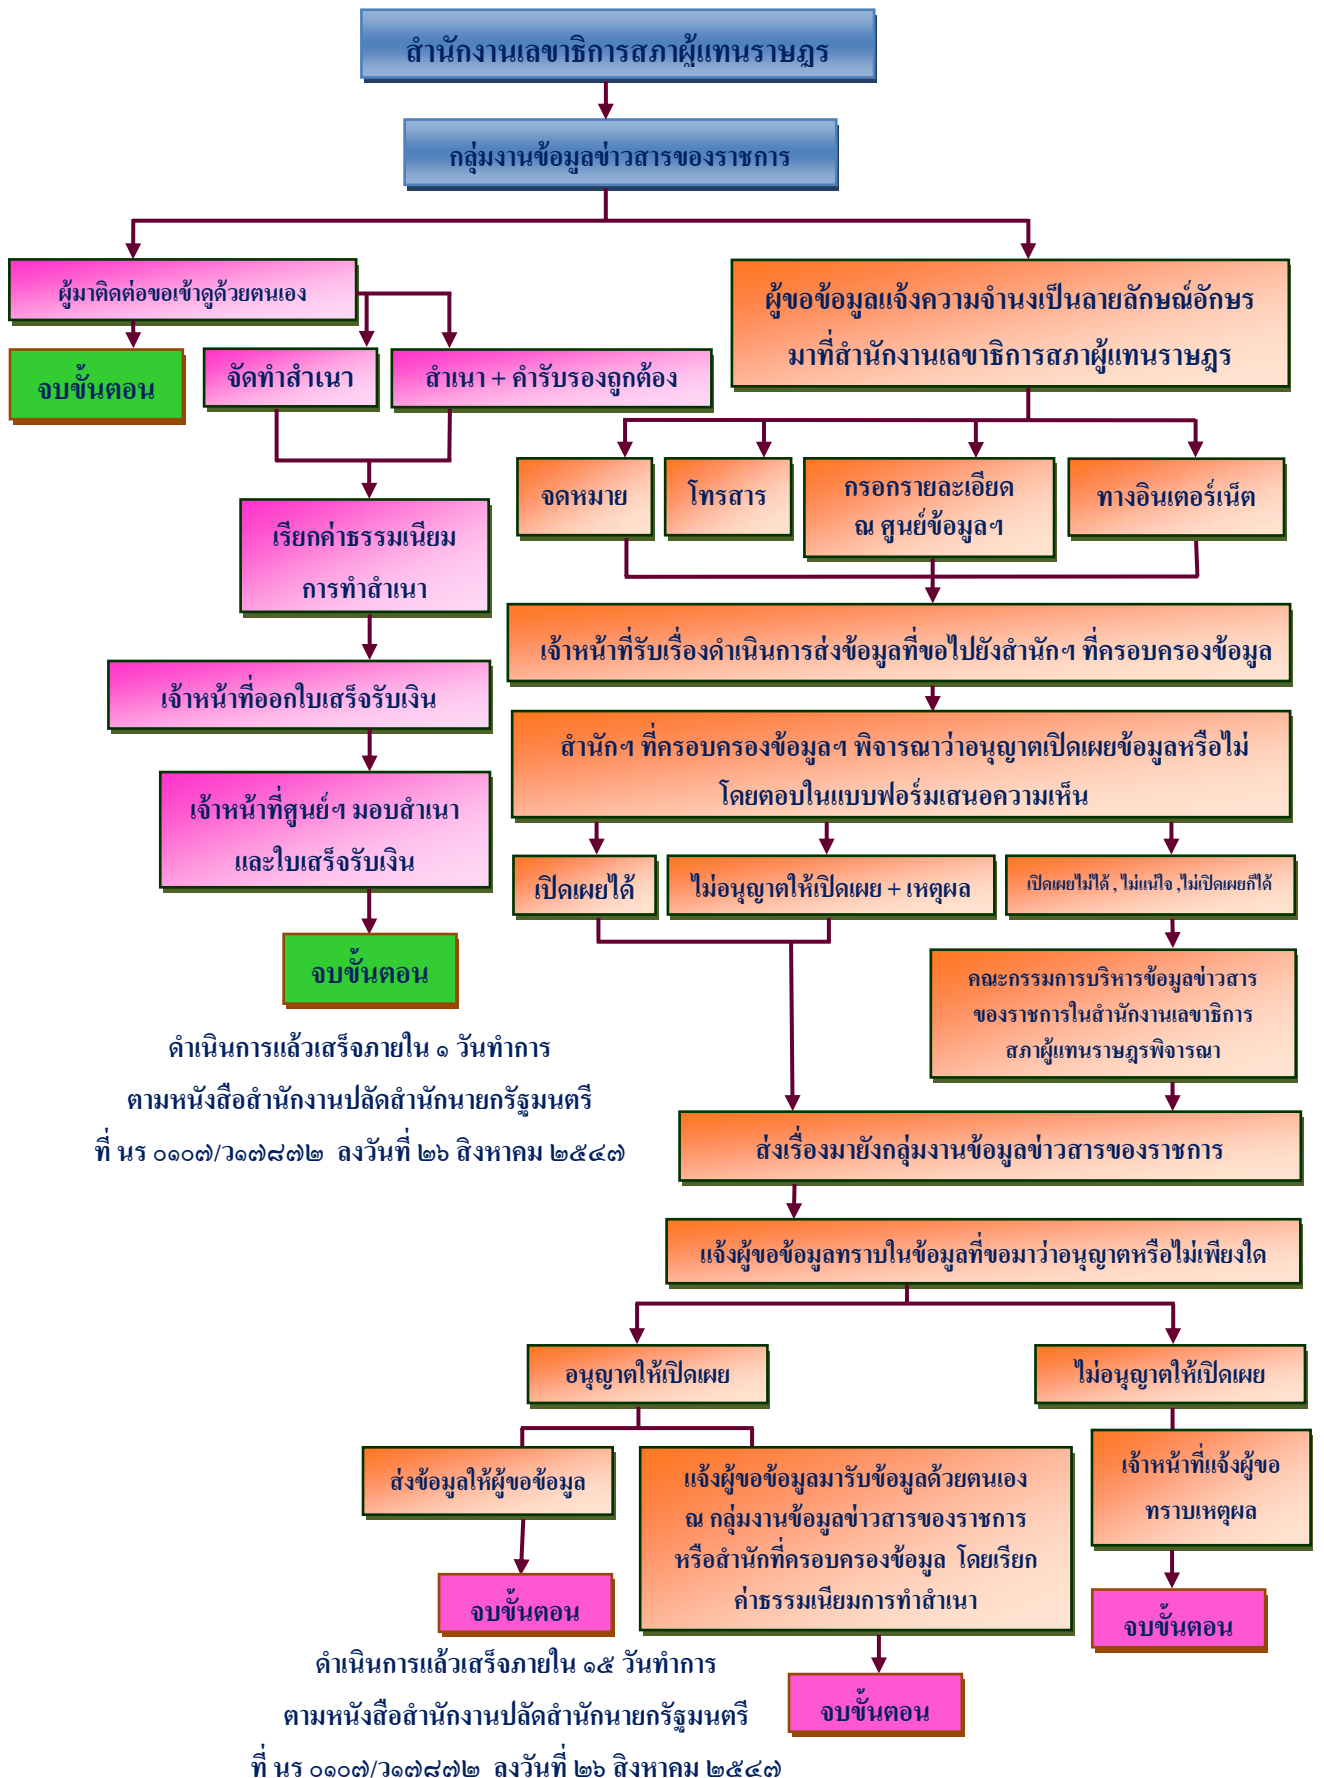 สำนักงานเลขาธิการสภาผู้แทนราษฎร
กลุ่มงานข้อมูลข่าวสารของราชการ
ผู้มาติดต่อขอเข้าดูด้วยตนเอง
จบขั้นตอน
จัดทำสำเนา
สำเนา + คำรับรองถูกต้อง
เรียกค่าธรรมเนียม
การทำสำเนา
เจ้าหน้าที่ออกใบเสร็จรับเงิน
เจ้าหน้าที่ศูนย์ฯ มอบสำเนา
และใบเสร็จรับเงิน
จบขั้นตอน
ดำเนินการแล้วเสร็จภายใน ๑ วันทำการ
ตามหนังสือสำนักงานปลัดสำนักนายกรัฐมนตรี
ที่ นร ๐๑๐๗/ว๑๗๘๗๒ ลงวันที่ ๒๖ สิงหาคม ๒๕๔๗
ผู้ขอข้อมูลแจ้งความจำนงเป็นลายลักษณ์อักษร
มาที่สำนักงานเลขาธิการสภาผู้แทนราษฎร
จดหมาย
โทรสาร
กรอกรายละเอียด
ณ ศูนย์ข้อมูลฯ
ทางอินเตอร์เน็ต
เจ้าหน้าที่รับเรื่องดำเนินการส่งข้อมูลที่ขอไปยังสำนักฯ ที่ครอบครองข้อมูล
สำนักฯ ที่ครอบครองข้อมูลฯ พิจารณาว่าอนุญาตเปิดเผยข้อมูลหรือไม่
โดยตอบในแบบฟอร์มเสนอความเห็น
เปิดเผยได้
ไม่อนุญาตให้เปิดเผย + เหตุผล
เปิดเผยไม่ได้ , ไม่แน่ใจ ,ไม่เปิดเผยก็ได้
คณะกรรมการบริหารข้อมูลข่าวสาร
ของราชการในสำนักงานเลขาธิการ
สภาผู้แทนราษฎรพิจารณา
ส่งเรื่องมายังกลุ่มงานข้อมูลข่าวสารของราชการ
แจ้งผู้ขอข้อมูลทราบในข้อมูลที่ขอมาว่าอนุญาตหรือไม่เพียงใด
อนุญาตให้เปิดเผย
ไม่อนุญาตให้เปิดเผย
ส่งข้อมูลให้ผู้ขอข้อมูล
จบขั้นตอน
แจ้งผู้ขอข้อมูลมารับข้อมูลด้วยตนเอง
ณ กลุ่มงานข้อมูลข่าวสารของราชการ
หรือสำนักที่ครอบครองข้อมูล โดยเรียก
ค่าธรรมเนียมการทำสำเนา
จบขั้นตอน
เจ้าหน้าที่แจ้งผู้ขอ
ทราบเหตุผล
จบขั้นตอน
ดำเนินการแล้วเสร็จภายใน ๑๕ วันทำการ
ตามหนังสือสำนักงานปลัดสำนักนายกรัฐมนตรี
ที่ นร ๐๑๐๗/ว๑๗๘๗๒ ลงวันที่ ๒๖ สิงหาคม ๒๕๔๗